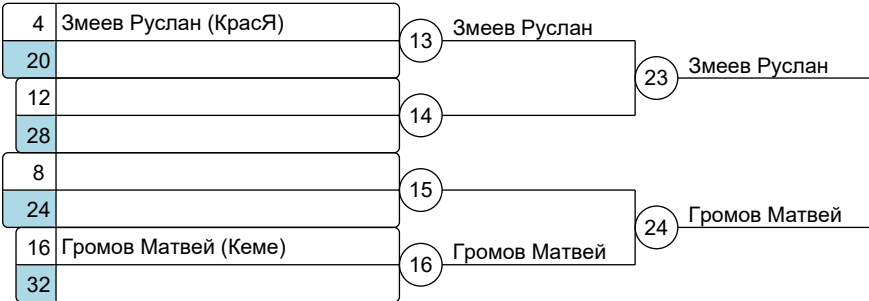 4 Змеев Руслан (КрасЯ)
13 Змеев Руслан
20
23 Змеев Руслан
12
14
28
8
15
24
24 Громов Матвей
16 Громов Матвей (Кеме)
16 Громов Матвей
32